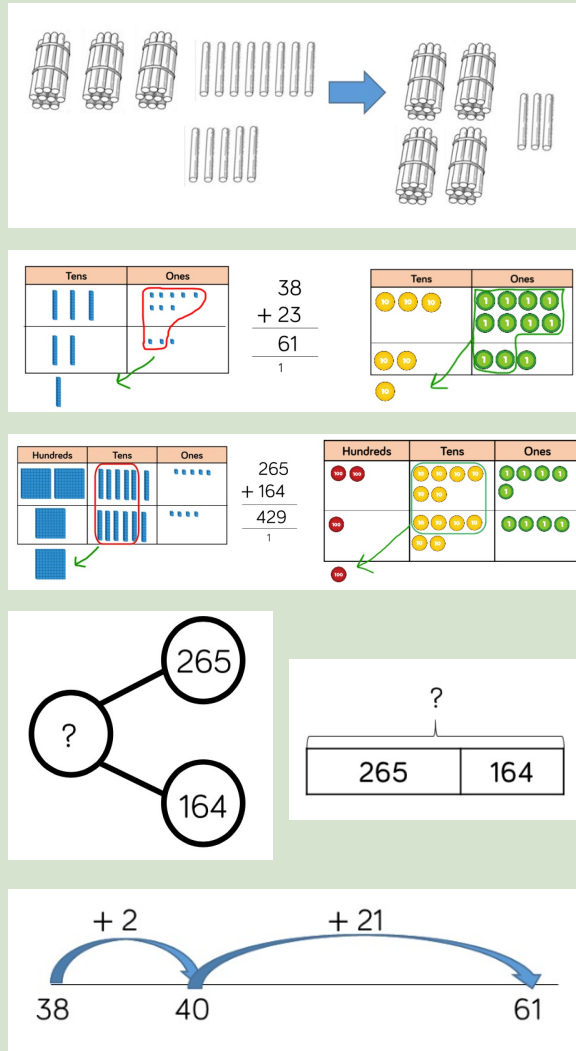 Tens Ones
38
+ 23
61
1
Tens Ones
10 10 10 1 1 1 1
1 1 1 1
10 10 1 1 1
10
Hundreds Tens Ones
265
+ 164
429
1
Hundreds Tens Ones
100 100 10 10 10 10 1 1 1 1
10 10 1
100 10 10 10 10 1 1 1 1
10 10
100
265
?
164
?
265 164
+ 2 + 21
38 40 61